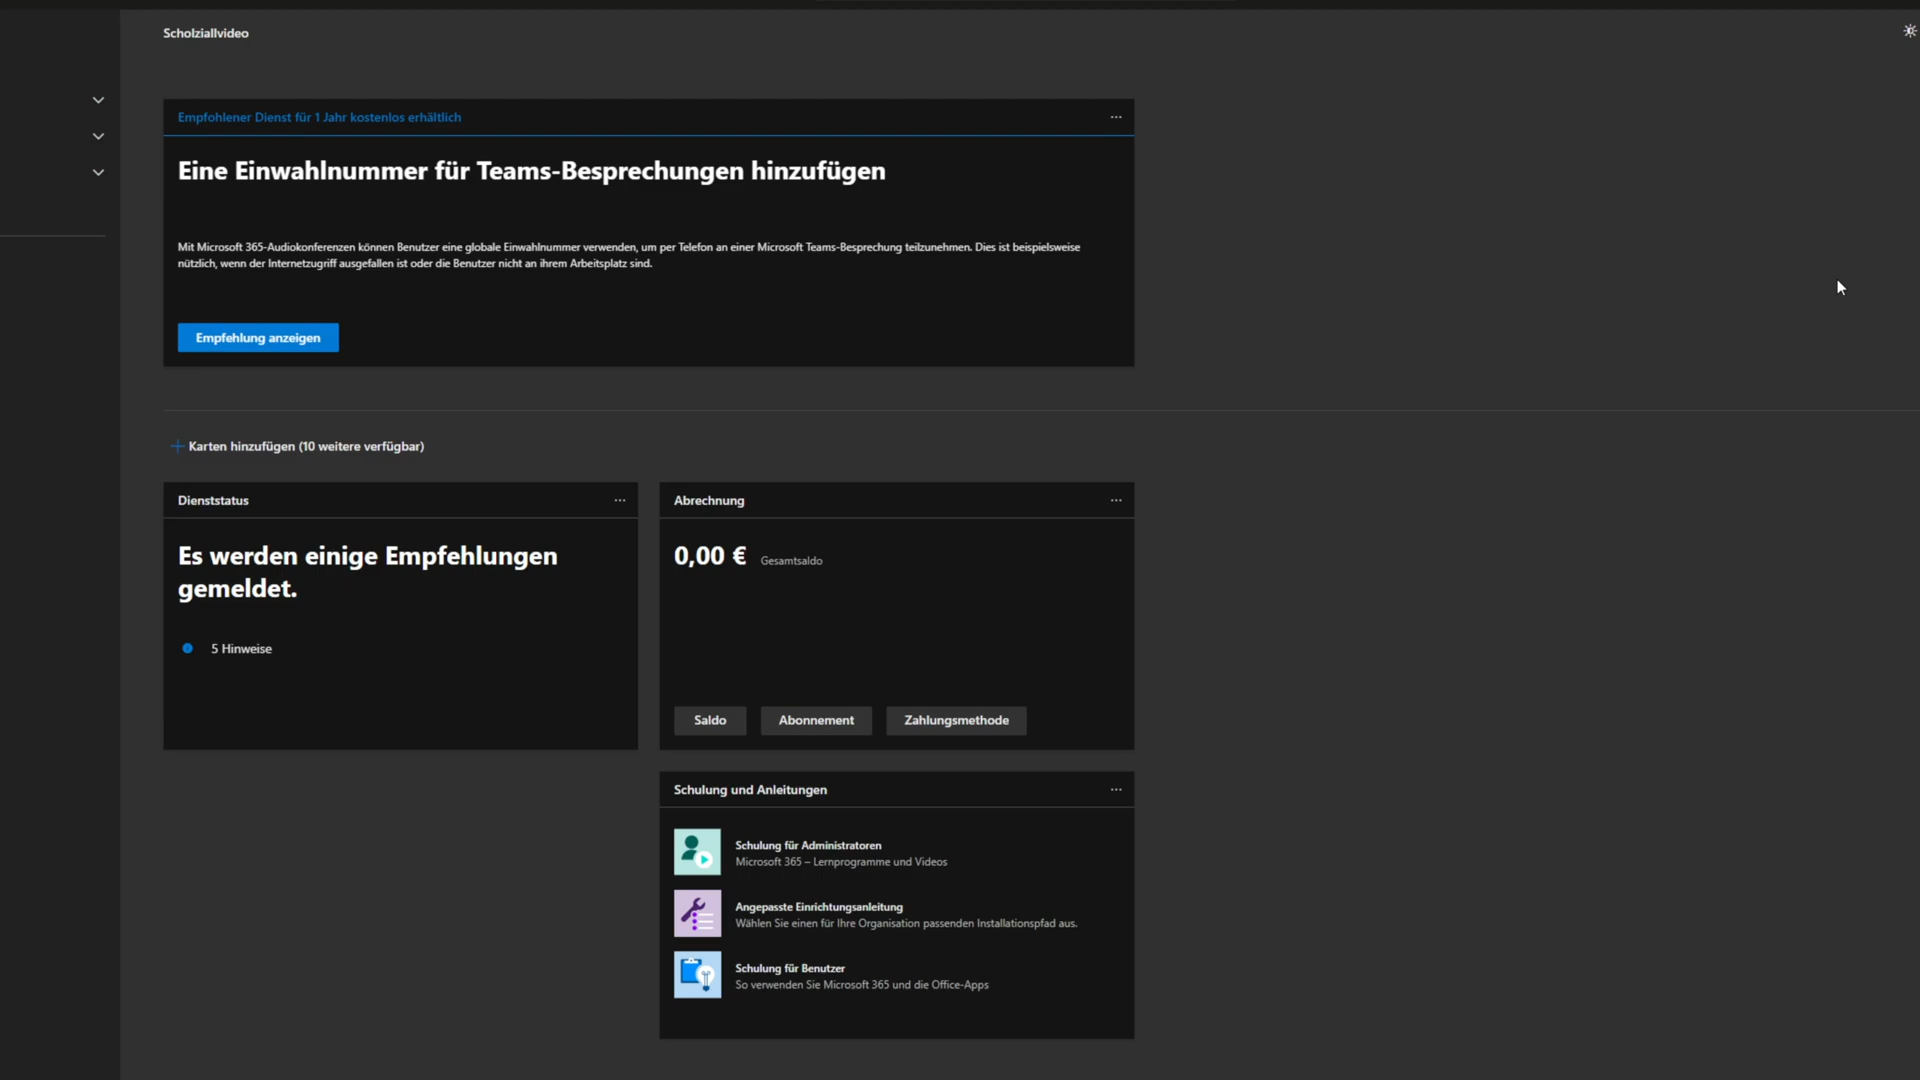 Scholziallvideo
Empfohlener Dienst für 1 Jahr kostenlos erhältlich
Eine Einwahlnummer für Teams-Besprechungen hinzufügen
Mit Microsoft 365-Audiokonferenzen können Benutzer eine globale Einwahlnummer verwenden, um per Telefon an einer Microsoft Teams-Besprechung teilzunehmen. Dies ist beispielsweise
nützlich, wenn der Internetzugriff ausgefallen ist oder die Benutzer nicht an ihrem Arbeitsplatz sind.
Empfehlung anzeigen
Karten hinzufügen (10 weitere verfügbar)
Dienststatus
Es werden einige Empfehlungen
gemeldet.
5 Hinweise
Abrechnung
0,00 € Gesamtsaldo
Saldo Abonnement Zahlungsmethode
Schulung und Anleitungen
Schulung für Administratoren
Microsoft 365 – Lernprogramme und Videos
Angepasste Einrichtungsanleitung
Wählen Sie einen für Ihre Organisation passenden Installationspfad aus.
Schulung für Benutzer
So verwenden Sie Microsoft 365 und die Office-Apps